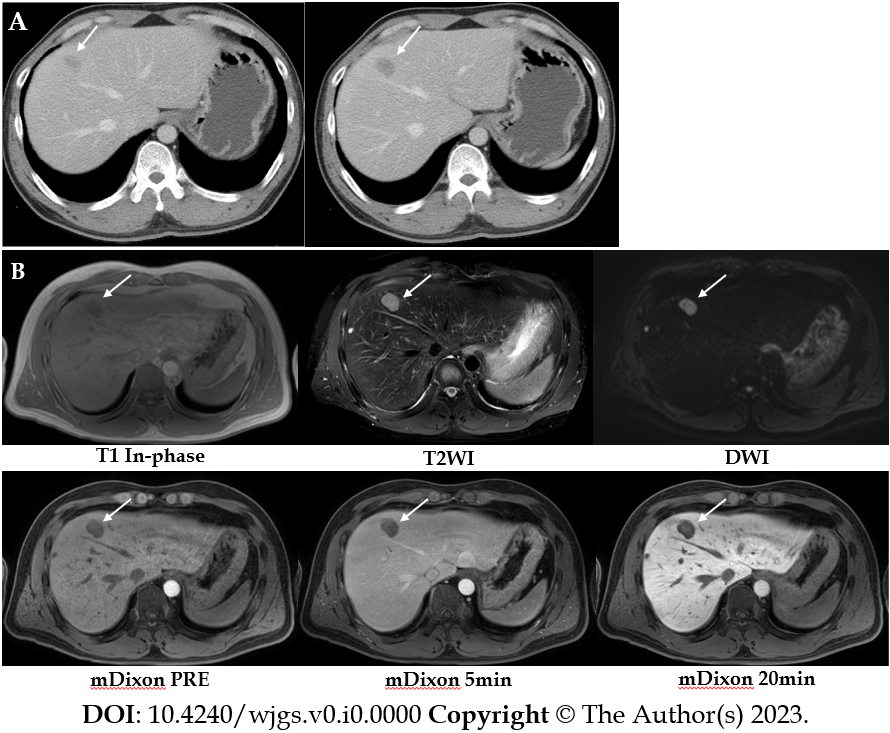 A
B
T1 In-phase
T2WI
DWI
mDixon PRE
mDixon 5min
mDixon 20min
DOI: 10.4240/wjgs.v0.i0.0000 Copyright © The Author(s) 2023.